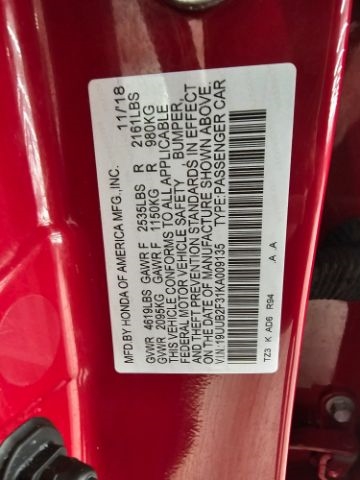 MFD.BY HONDA OF AMERICA MFG.,INC. 11/18
GVWR 4619LBS GAWR F 2535LBS R 2161LBS
GVWR 2095KG GAWR F 1150KG R 980KG
THIS VEHICLE CONFORMS TO ALL APPLICABLE
FEDERAL MOTOR VEHICLE SAFETY, BUMPER,
AND THEFT PREVENTION STANDARDS IN EFFECT
ON THE DATE OF MANUFACTURE SHOWN ABOVE.
V.I.N:19UUB2F31KA009135 TYPE:PASSENGER CAR
TZ3 K AD6 R94 A A